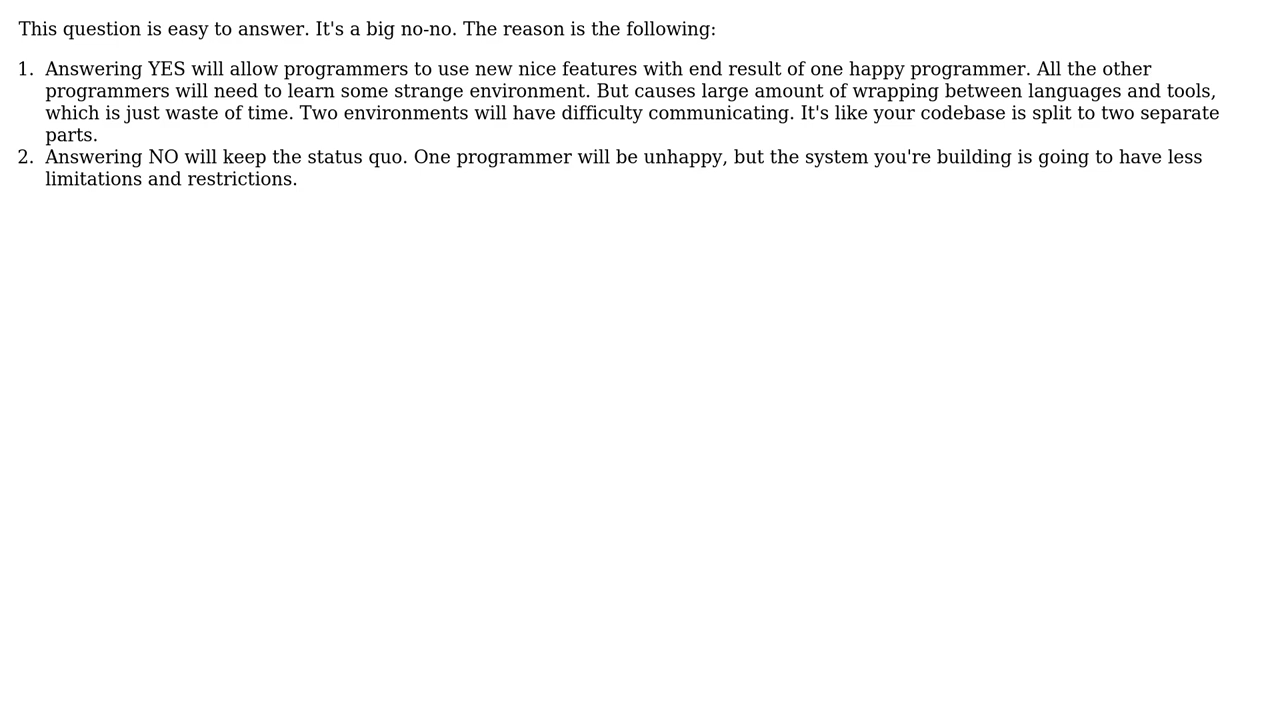 This question is easy to answer. It's a big no-no. The reason is the following:
1. Answering YES will allow programmers to use new nice features with end result of one happy programmer. All the other
programmers will need to learn some strange environment. But causes large amount of wrapping between languages and tools,
which is just waste of time. Two environments will have difficulty communicating. It's like your codebase is split to two separate
parts.
2. Answering NO will keep the status quo. One programmer will be unhappy, but the system you're building is going to have less
limitations and restrictions.